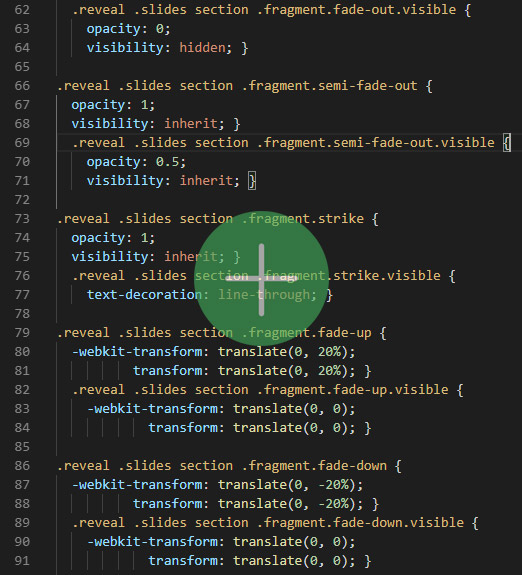 62 .reveal .slides section .fragment.fade-out.visible {
63 opacity: 0;
64 visibility: hidden; }
65
66 .reveal .slides section .fragment.semi-fade-out {
67 opacity: 1;
68 visibility: inherit; }
69 .reveal .slides section .fragment.semi-fade-out.visible {
70 opacity: 0.5;
71 visibility: inherit; }
72
73 .reveal .slides section .fragment.strike {
74 opacity: 1;
75 visibility: inherit; }
76 .reveal .slides section .fragment.strike.visible {
77 text-decoration: line-through; }
78
79 .reveal .slides section .fragment.fade-up {
80 -webkit-transform: translate(0, 20%);
81 transform: translate(0, 20%); }
82 .reveal .slides section .fragment.fade-up.visible {
83 -webkit-transform: translate(0, 0);
84 transform: translate(0, 0); }
85
86 .reveal .slides section .fragment.fade-down {
87 -webkit-transform: translate(0, -20%);
88 transform: translate(0, -20%); }
89 .reveal .slides section .fragment.fade-down.visible {
90 -webkit-transform: translate(0, 0);
91 transform: translate(0, 0); }